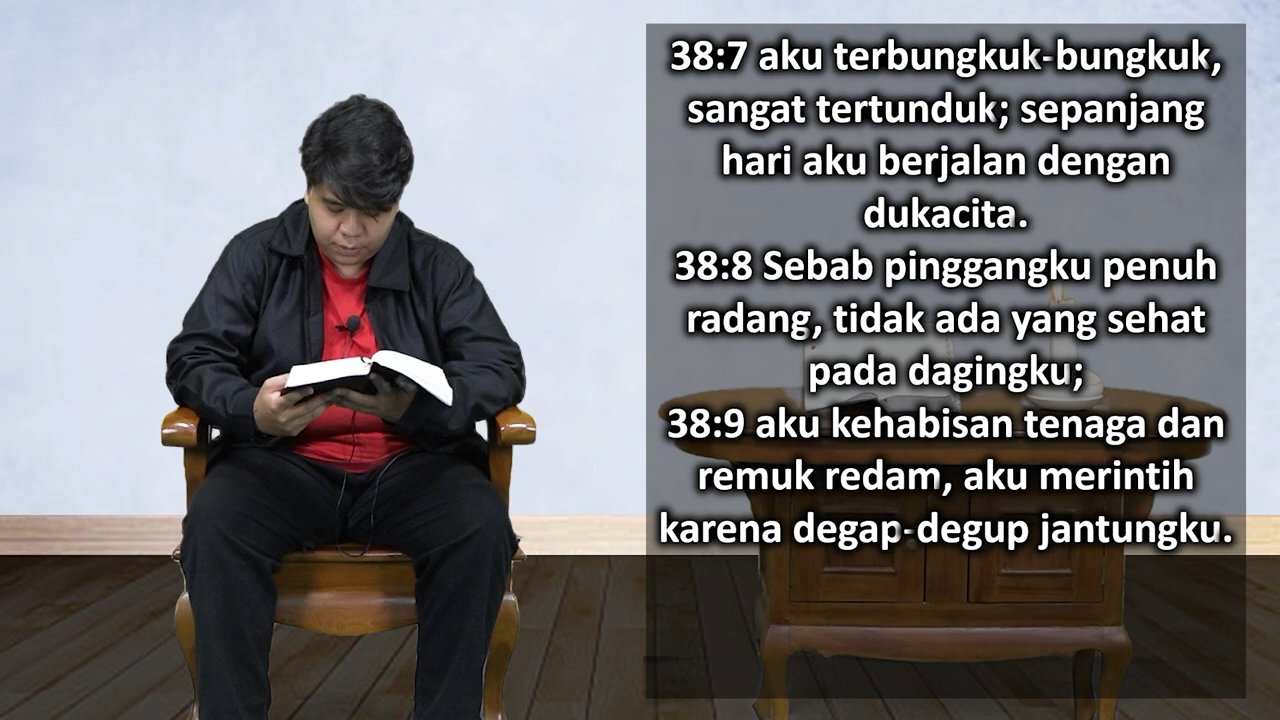 38:7 aku terbungkuk-bungkuk,
sangat tertunduk; sepanjang
hari aku berjalan dengan
dukacita.
38:8 Sebab pinggangku penuh
radang, tidak ada yang sehat
pada dagingku;
38:9 aku kehabisan tenaga dan
remuk redam, aku merintih
karena degap-degup jantungku.